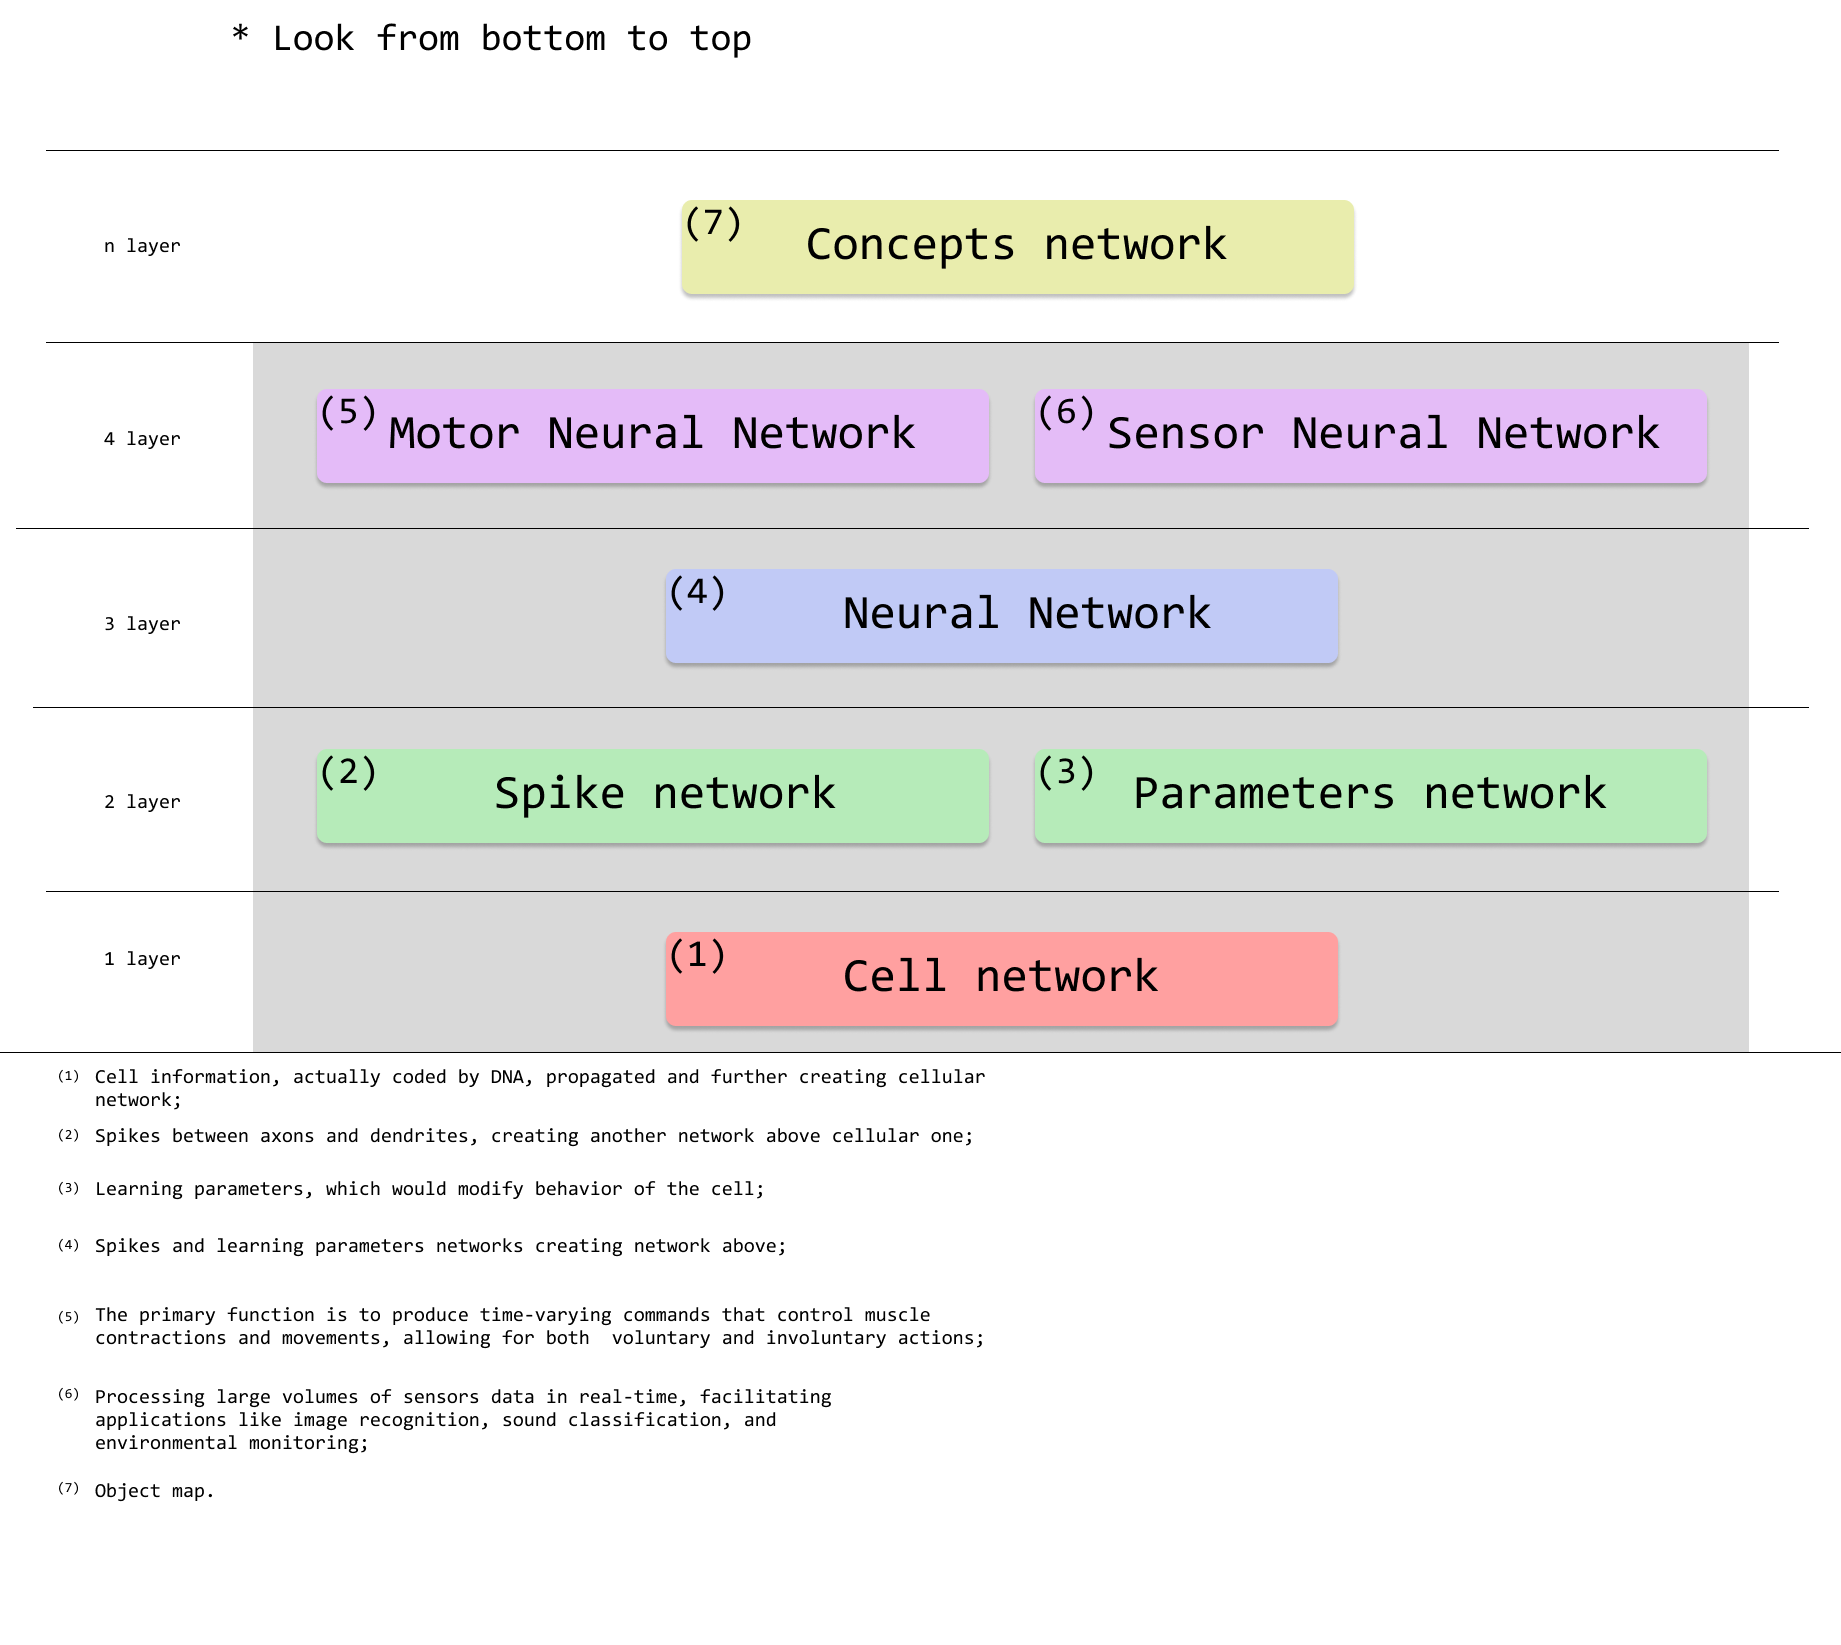 * Look from bottom to top
n layer
(7)
Concepts network
4 layer
(5)
Motor Neural Network
(6)
Sensor Neural Network
3 layer
(4)
Neural Network
2 layer
(2)
Spike network
(3)
Parameters network
1 layer
(1)
Cell network
(1) Cell information, actually coded by DNA, propagated and further creating cellular
network;
(2) Spikes between axons and dendrites, creating another network above cellular one;
(3) Learning parameters, which would modify behavior of the cell;
(4) Spikes and learning parameters networks creating network above;
(5) The primary function is to produce time-varying commands that control muscle
contractions and movements, allowing for both  voluntary and involuntary actions;
(6) Processing large volumes of sensors data in real-time, facilitating
applications like image recognition, sound classification, and
environmental monitoring;
(7) Object map.